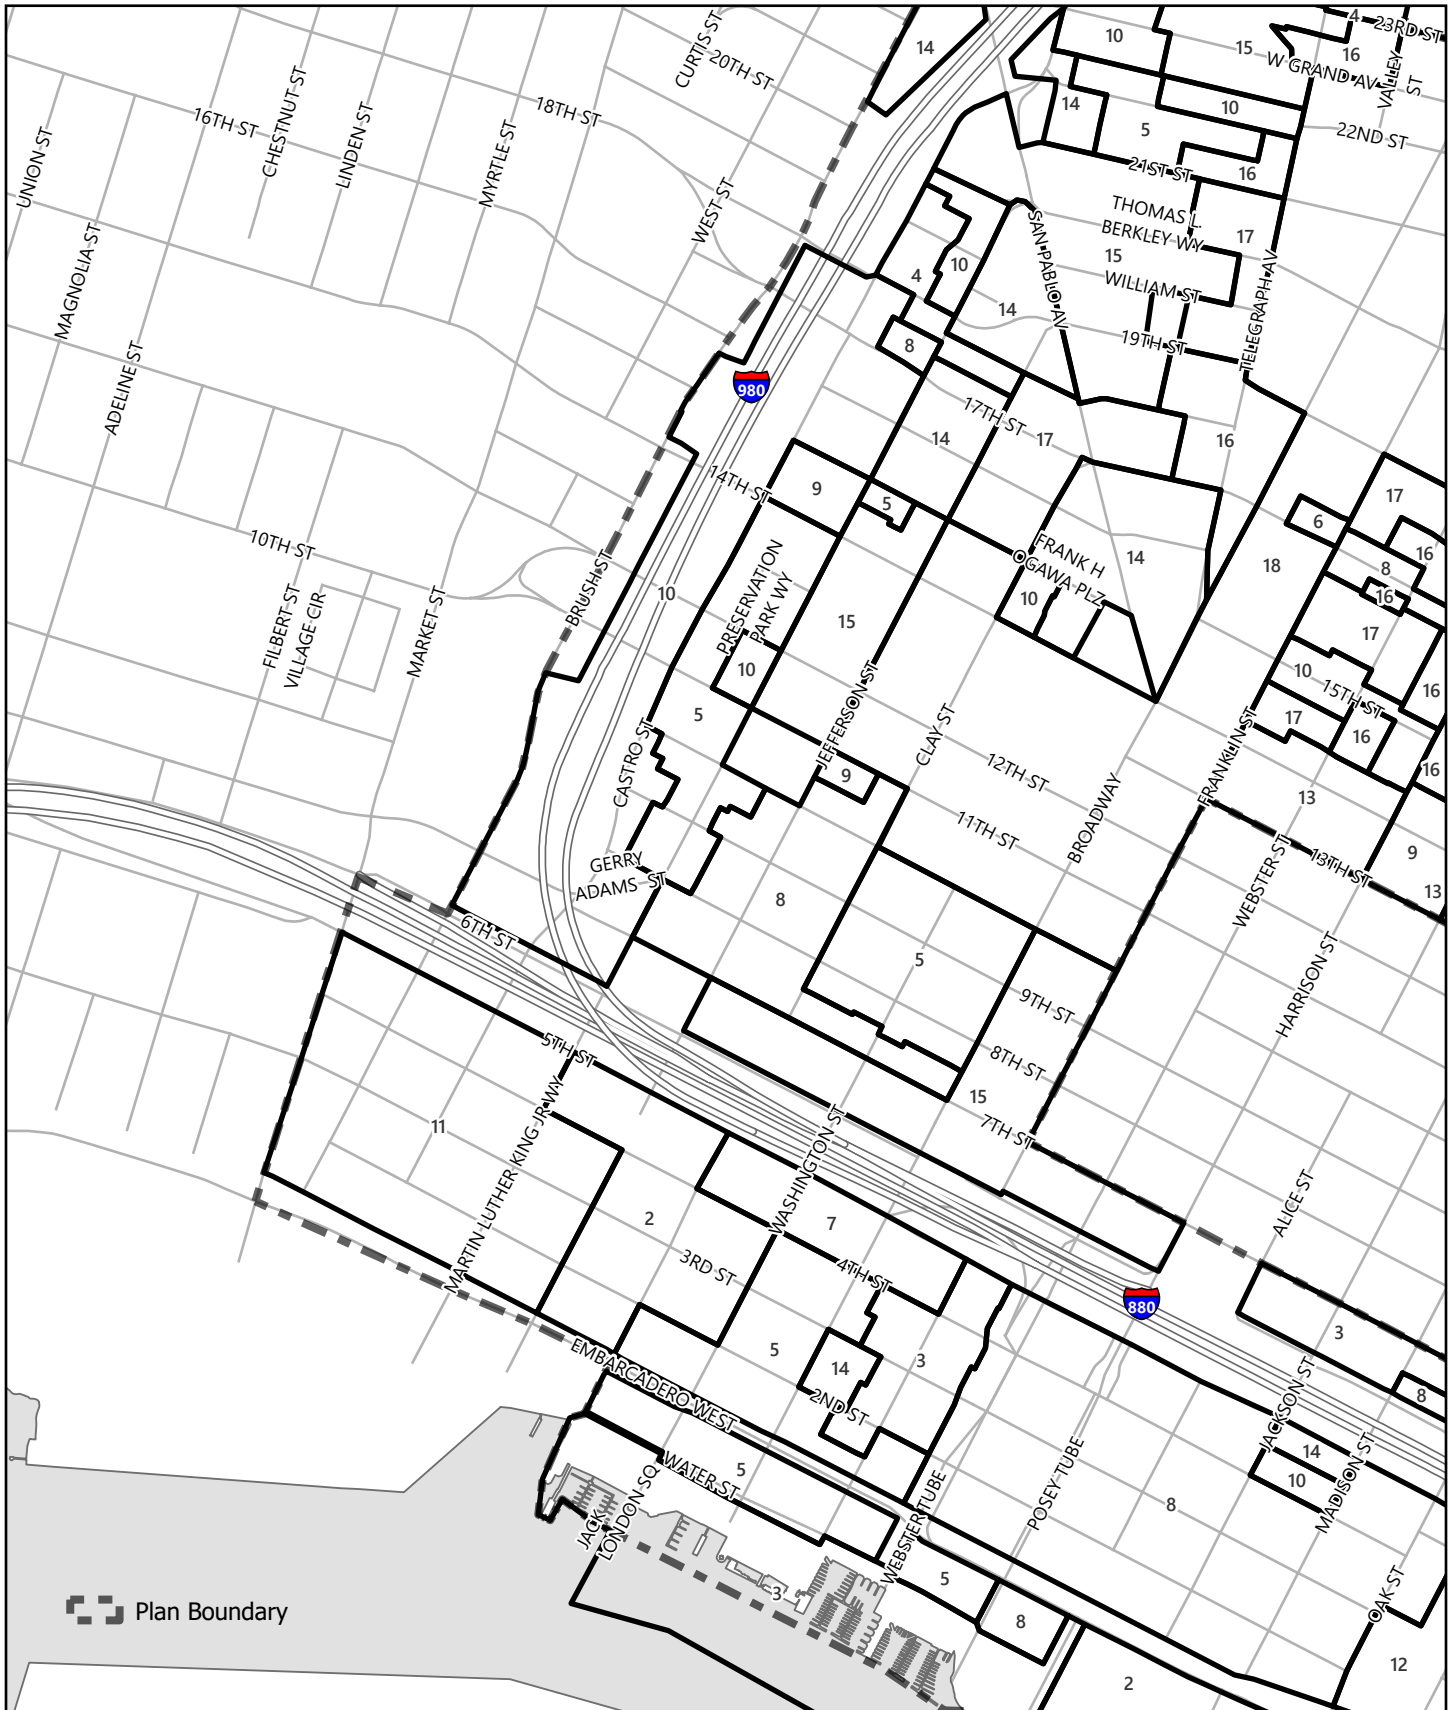 14
10
15
4
23RD ST
16
W GRAND AV
VALLEY
ST
CURTIS ST
20TH ST
18TH ST
16TH ST
CHESTNUT ST
LINDEN ST
MYRTLE ST
UNION ST
14
5
10
22ND ST
21ST ST
16
WEST ST
THOMAS L.
BERKLEY WY
17
15
MAGNOLIA ST
SAN PABLO AV
10
4
WILLIAM ST
TELEGRAPH AV
14
19TH ST
8
ADELINE ST
980
17TH ST
14
17
16
14TH ST
9
5
17
6
16
10TH ST
18
8
FRANK H
OGAWA PLZ
14
16
BRUSH ST
PRESERVATION
PARK WY
10
10
15
17
FILBERT ST
VILLAGE CIR
MARKET ST
10
10
15TH ST
16
5
JEFFERSON ST
CLAY ST
17
16
FRANKLIN ST
CASTRO ST
9
12TH ST
16
13
11TH ST
BROADWAY
GERRY
ADAMS ST
13TH ST
9
WEBSTER ST
13
8
6TH ST
5
HARRISON ST
9TH ST
5TH ST
8TH ST
15
7TH ST
11
MARTIN LUTHER KING JR WY
WASHINGTON ST
ALICE ST
2
7
3RD ST
4TH ST
880
3
EMBARCADERO WEST
5
14
3
2ND ST
8
JACKSON ST
14
10
MADISON ST
WATER ST
5
JACK
LONDON SQ
WEBSTER TUBE
POSEY TUBE
8
3
5
8
OAK ST
12
2
Plan Boundary